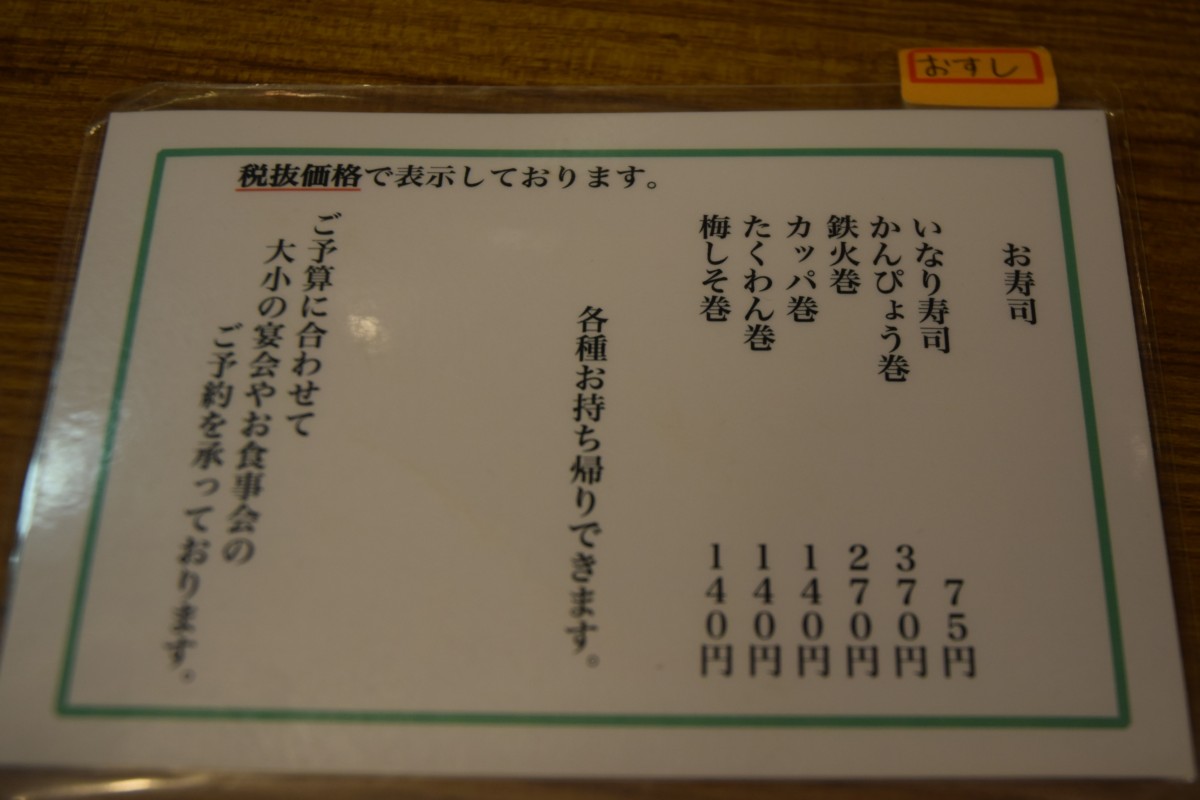 おすし
税抜価格で表示しております。
お寿司
いなり寿司 75円
かんぴょう巻 370円
鉄火巻 270円
カッパ巻 140円
たくわん巻 140円
梅しそ巻 140円
各種お持ち帰りできます。
ご予算に合わせて
大小の宴会やお食事会の
ご予約を承っております。